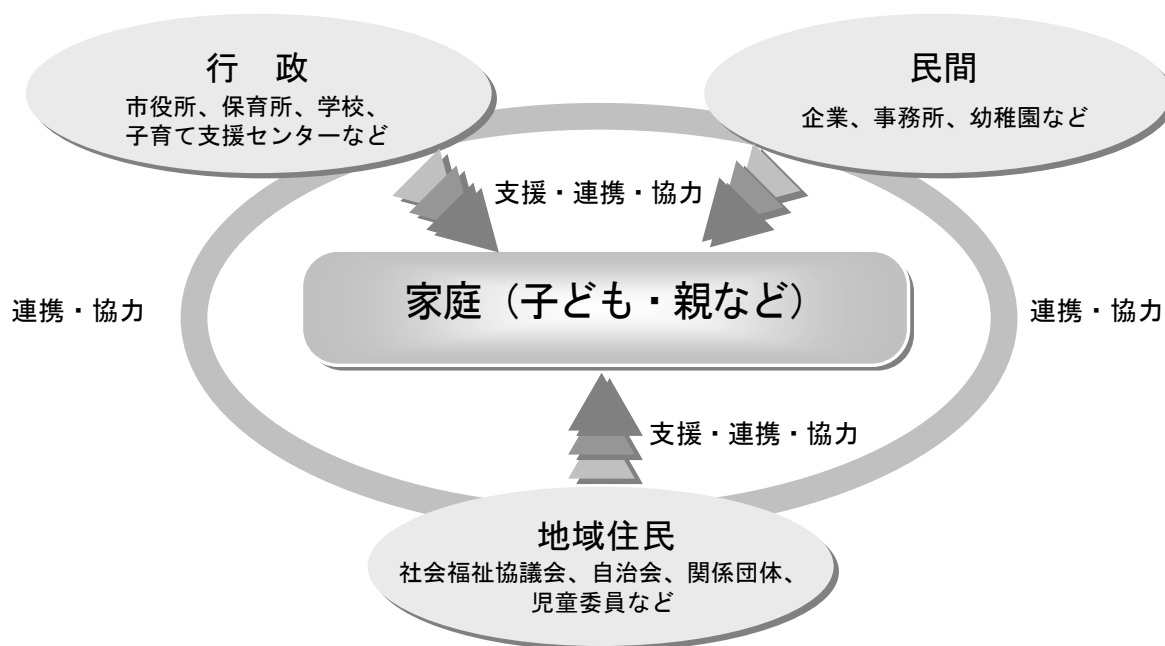 行　政
市役所、保育所、学校、
子育て支援センターなど
民間
企業、事務所、幼稚園など
支援・連携・協力
家庭（子ども・親など）
連携・協力
連携・協力
支援・連携・協力
地域住民
社会福祉協議会、自治会、関係団体、
児童委員など